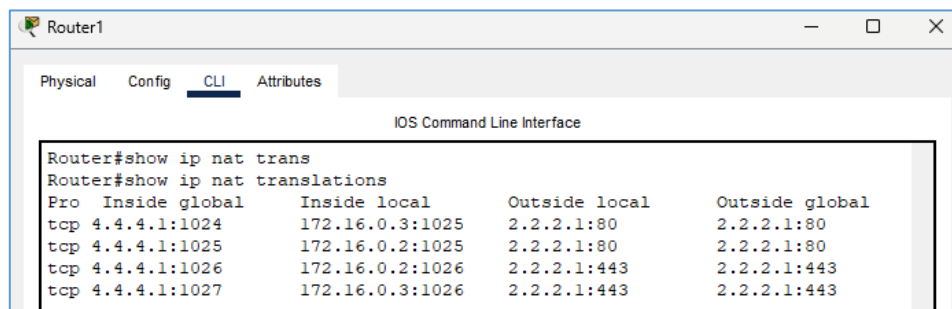 Router1
Physical Config CLI Attributes
IOS Command Line Interface
Router#show ip nat trans
Router#show ip nat translations
Pro Inside global Inside local Outside local Outside global
tcp 4.4.4.1:1024 172.16.0.3:1025 2.2.2.1:80 2.2.2.1:80
tcp 4.4.4.1:1025 172.16.0.2:1025 2.2.2.1:80 2.2.2.1:80
tcp 4.4.4.1:1026 172.16.0.2:1026 2.2.2.1:443 2.2.2.1:443
tcp 4.4.4.1:1027 172.16.0.3:1026 2.2.2.1:443 2.2.2.1:443